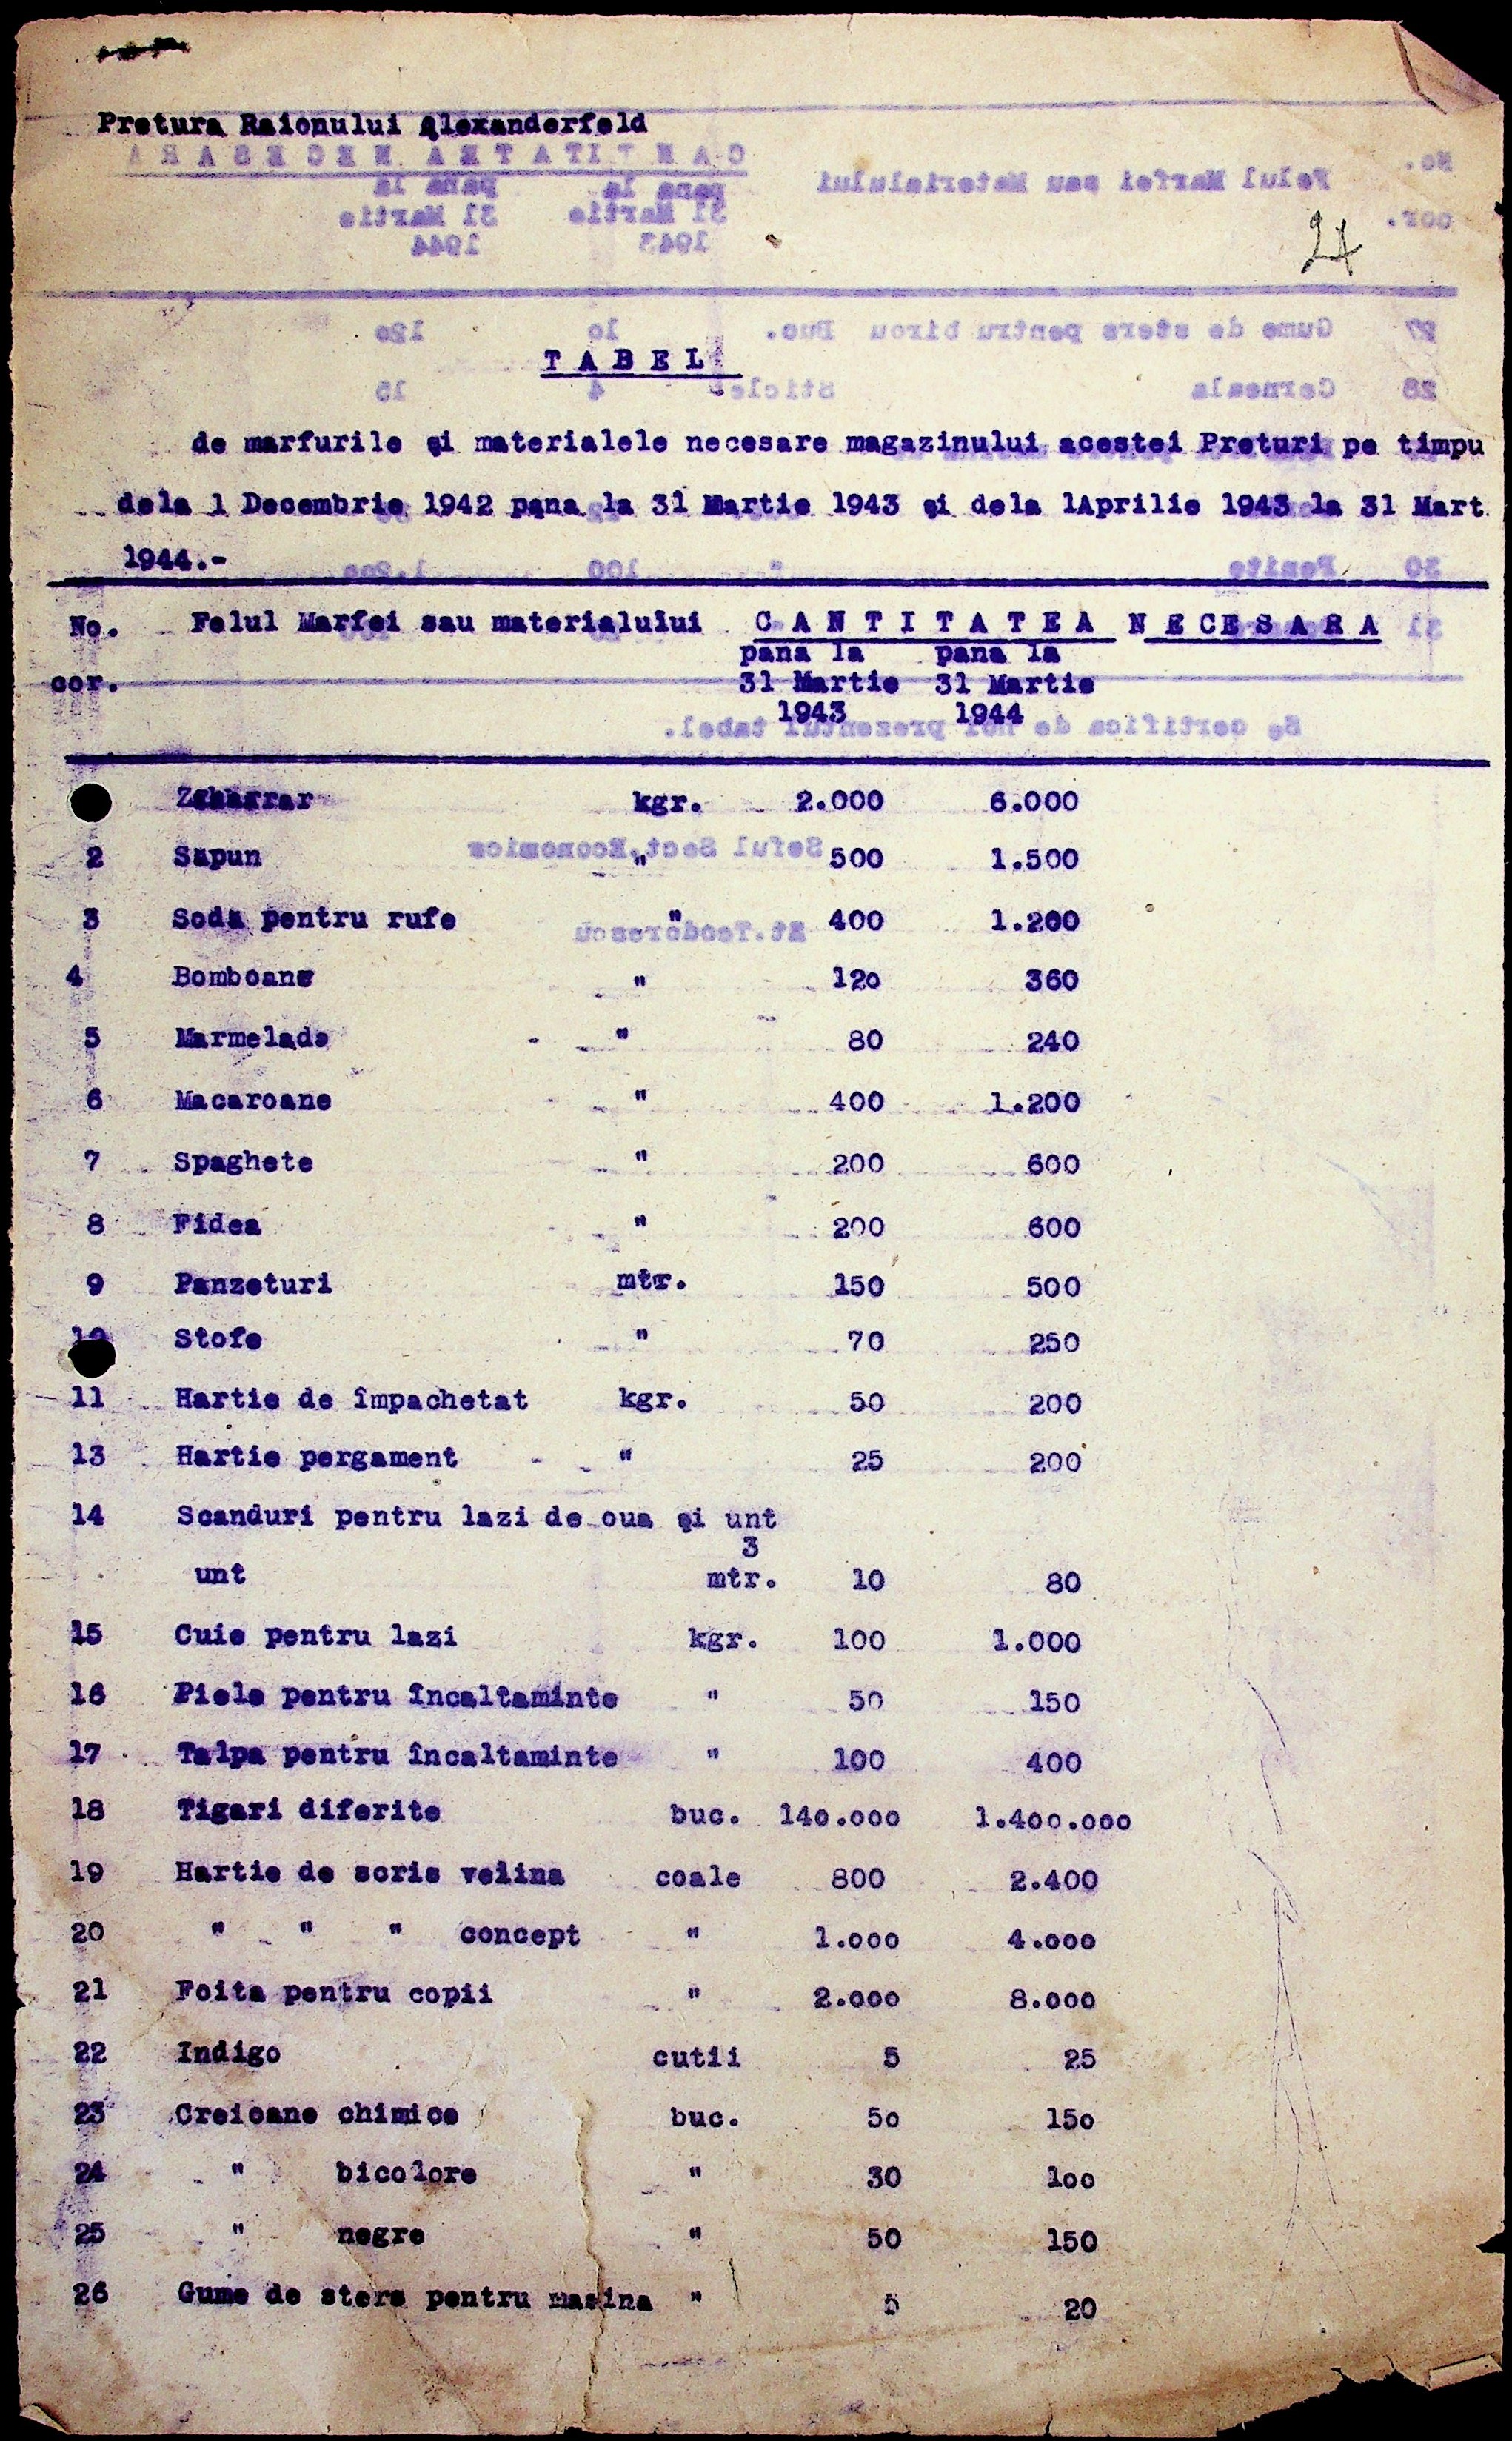 Pretura Raionului Alexanderfeld
24
T A B E L
de marfurile și materialele necesare magazinului acestei Preturi pe timpu
dela 1 Decembrie 1942 pana la 31 Martie 1943 și dela 1Aprilie 1943 la 31 Mart.
1944.-
No. Felul Marfei sau materialului C A N T I T A T E A N E C E S A R A
pana la pana la
cor. 31 Martie 31 Martie
1943 1944
kgr. 2.000 6.000
2 Sapun " 500 1.500
3 Soda pentru rufe " 400 1.200
4 Bomboane " 120 360
5 Marmelade " 80 240
6 Macaroane " 400 1.200
7 Spaghete " 200 600
8 Fidea " 200 600
9 Panzeturi mtr. 150 500
10 Stofe " 70 250
11 Hartie de împachetat kgr. 50 200
13 Hartie pergament " 25 200
14 Scanduri pentru lazi de oua și unt
3
unt mtr. 10 80
15 Cuie pentru lazi kgr. 100 1.000
16 Piele pentru încaltaminte " 50 150
17 Talpa pentru încaltaminte " 100 400
18 Tigari diferite buc. 140.000 1.400.000
19 Hartie de scris velina coale 800 2.400
20 " " " concept " 1.000 4.000
21 Foita pentru copii " 2.000 8.000
22 Indigo cutii 5 25
23 Creioane chimice buc. 50 150
24 " bicolore " 30 100
25 " negre " 50 150
26 Gume de sters pentru masina " 5 20